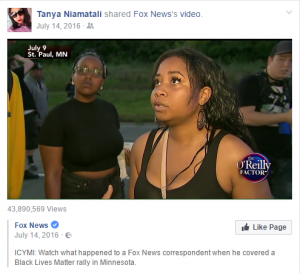 Tanya Niamatali shared Fox News's video.
July 14, 2016
July 9
St. Paul, MN
THE
O'REILLY
FACTOR
43,890,569 Views
Fox News
July 14, 2016
Like Page
ICYMI: Watch what happened to a Fox News correspondent when he covered a
Black Lives Matter rally in Minnesota.